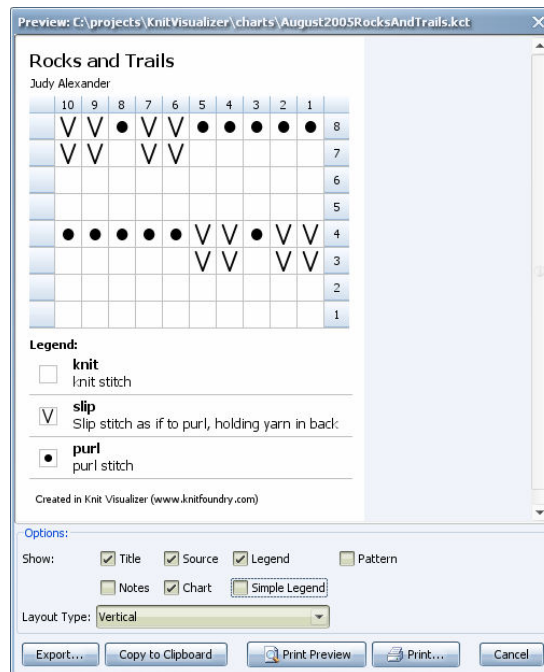 Preview: C:\projects\KnitVisualizer\charts\August2005RocksAndTrails.kct
Rocks and Trails
Judy Alexander
10 9 8 7 6 5 4 3 2 1
V V ● V V ● ● ● ● ● 8
V V V V 7
6
5
● ● ● ● ● V V ● V V 4
V V V V 3
2
1
Legend:
knit
knit stitch
V slip
Slip stitch as if to purl, holding yarn in back
● purl
purl stitch
Created in Knit Visualizer (www.knitfoundry.com)
Options:
Show: Title Source Legend Pattern
Notes Chart Simple Legend
Layout Type: Vertical
Export... Copy to Clipboard Print Preview Print... Cancel